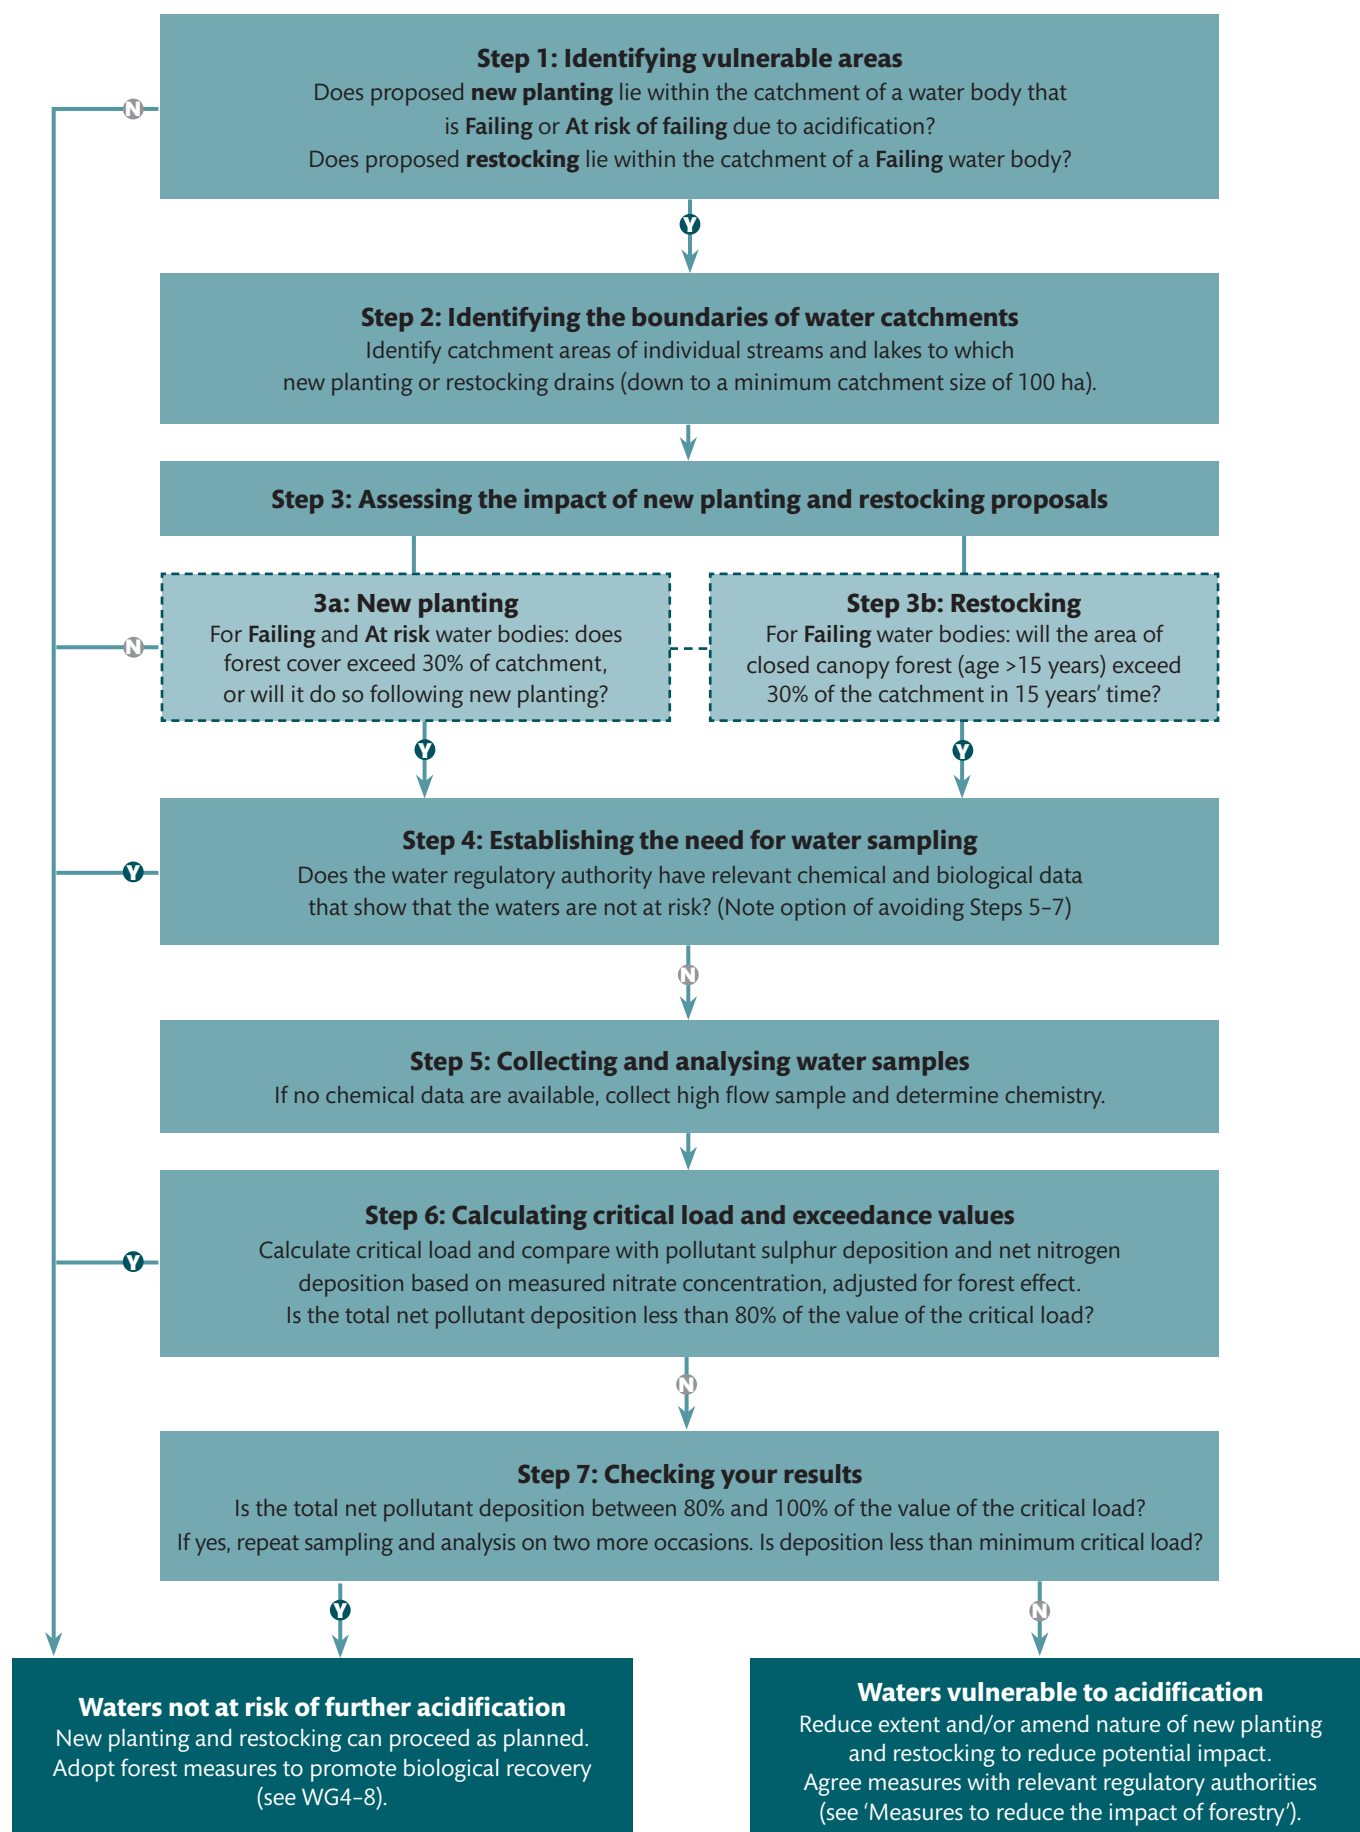 Step 1: Identifying vulnerable areas
Does proposed new planting lie within the catchment of a water body that
is Failing or At risk of failing due to acidification?
Does proposed restocking lie within the catchment of a Failing water body?
N
Y
Step 2: Identifying the boundaries of water catchments
Identify catchment areas of individual streams and lakes to which
new planting or restocking drains (down to a minimum catchment size of 100 ha).
Step 3: Assessing the impact of new planting and restocking proposals
3a: New planting
For Failing and At risk water bodies: does
forest cover exceed 30% of catchment,
or will it do so following new planting?
Step 3b: Restocking
For Failing water bodies: will the area of
closed canopy forest (age >15 years) exceed
30% of the catchment in 15 years’ time?
N
Y
Y
Step 4: Establishing the need for water sampling
Does the water regulatory authority have relevant chemical and biological data
that show that the waters are not at risk? (Note option of avoiding Steps 5–7)
Y
N
Step 5: Collecting and analysing water samples
If no chemical data are available, collect high flow sample and determine chemistry.
Step 6: Calculating critical load and exceedance values
Calculate critical load and compare with pollutant sulphur deposition and net nitrogen
deposition based on measured nitrate concentration, adjusted for forest effect.
Is the total net pollutant deposition less than 80% of the value of the critical load?
Y
N
Step 7: Checking your results
Is the total net pollutant deposition between 80% and 100% of the value of the critical load?
If yes, repeat sampling and analysis on two more occasions. Is deposition less than minimum critical load?
Y
N
Waters not at risk of further acidification
New planting and restocking can proceed as planned.
Adopt forest measures to promote biological recovery
(see WG4–8).
Waters vulnerable to acidification
Reduce extent and/or amend nature of new planting
and restocking to reduce potential impact.
Agree measures with relevant regulatory authorities
(see ‘Measures to reduce the impact of forestry’).